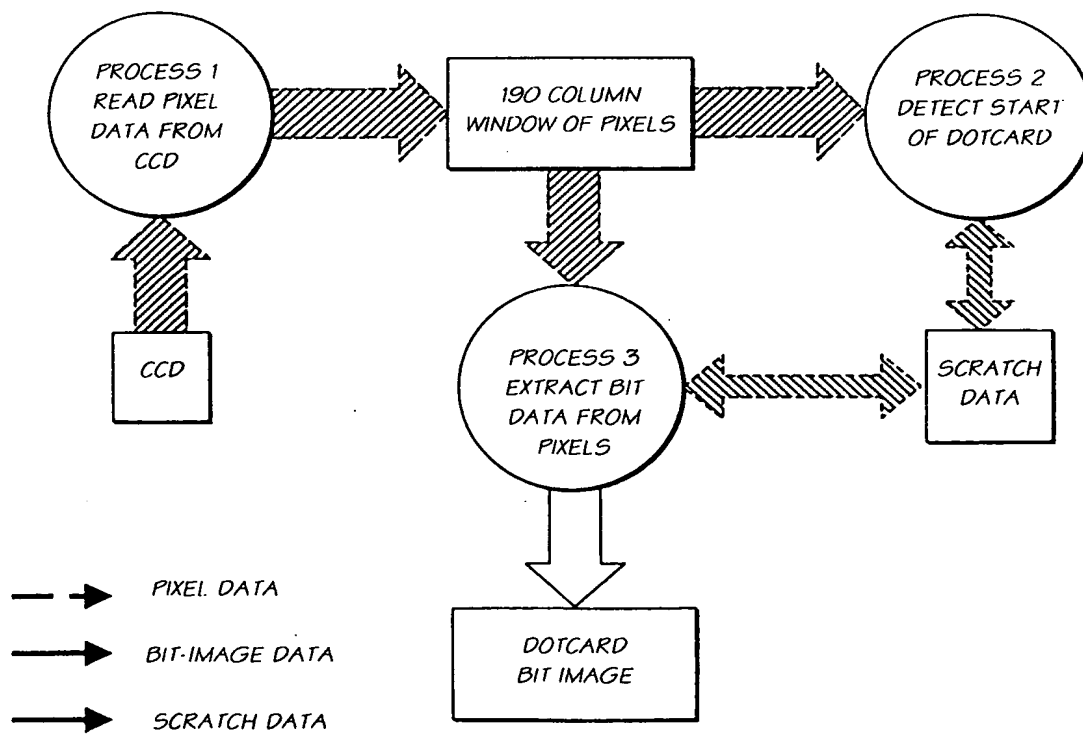 PROCESS 1
READ PIXEL
DATA FROM
CCD
190 COLUMN
WINDOW OF PIXELS
PROCESS 2
DETECT START
OF DOTCARD
CCD
PROCESS 3
EXTRACT BIT
DATA FROM
PIXELS
SCRATCH
DATA
DOTCARD
BIT IMAGE
PIXEL DATA
BIT-IMAGE DATA
SCRATCH DATA